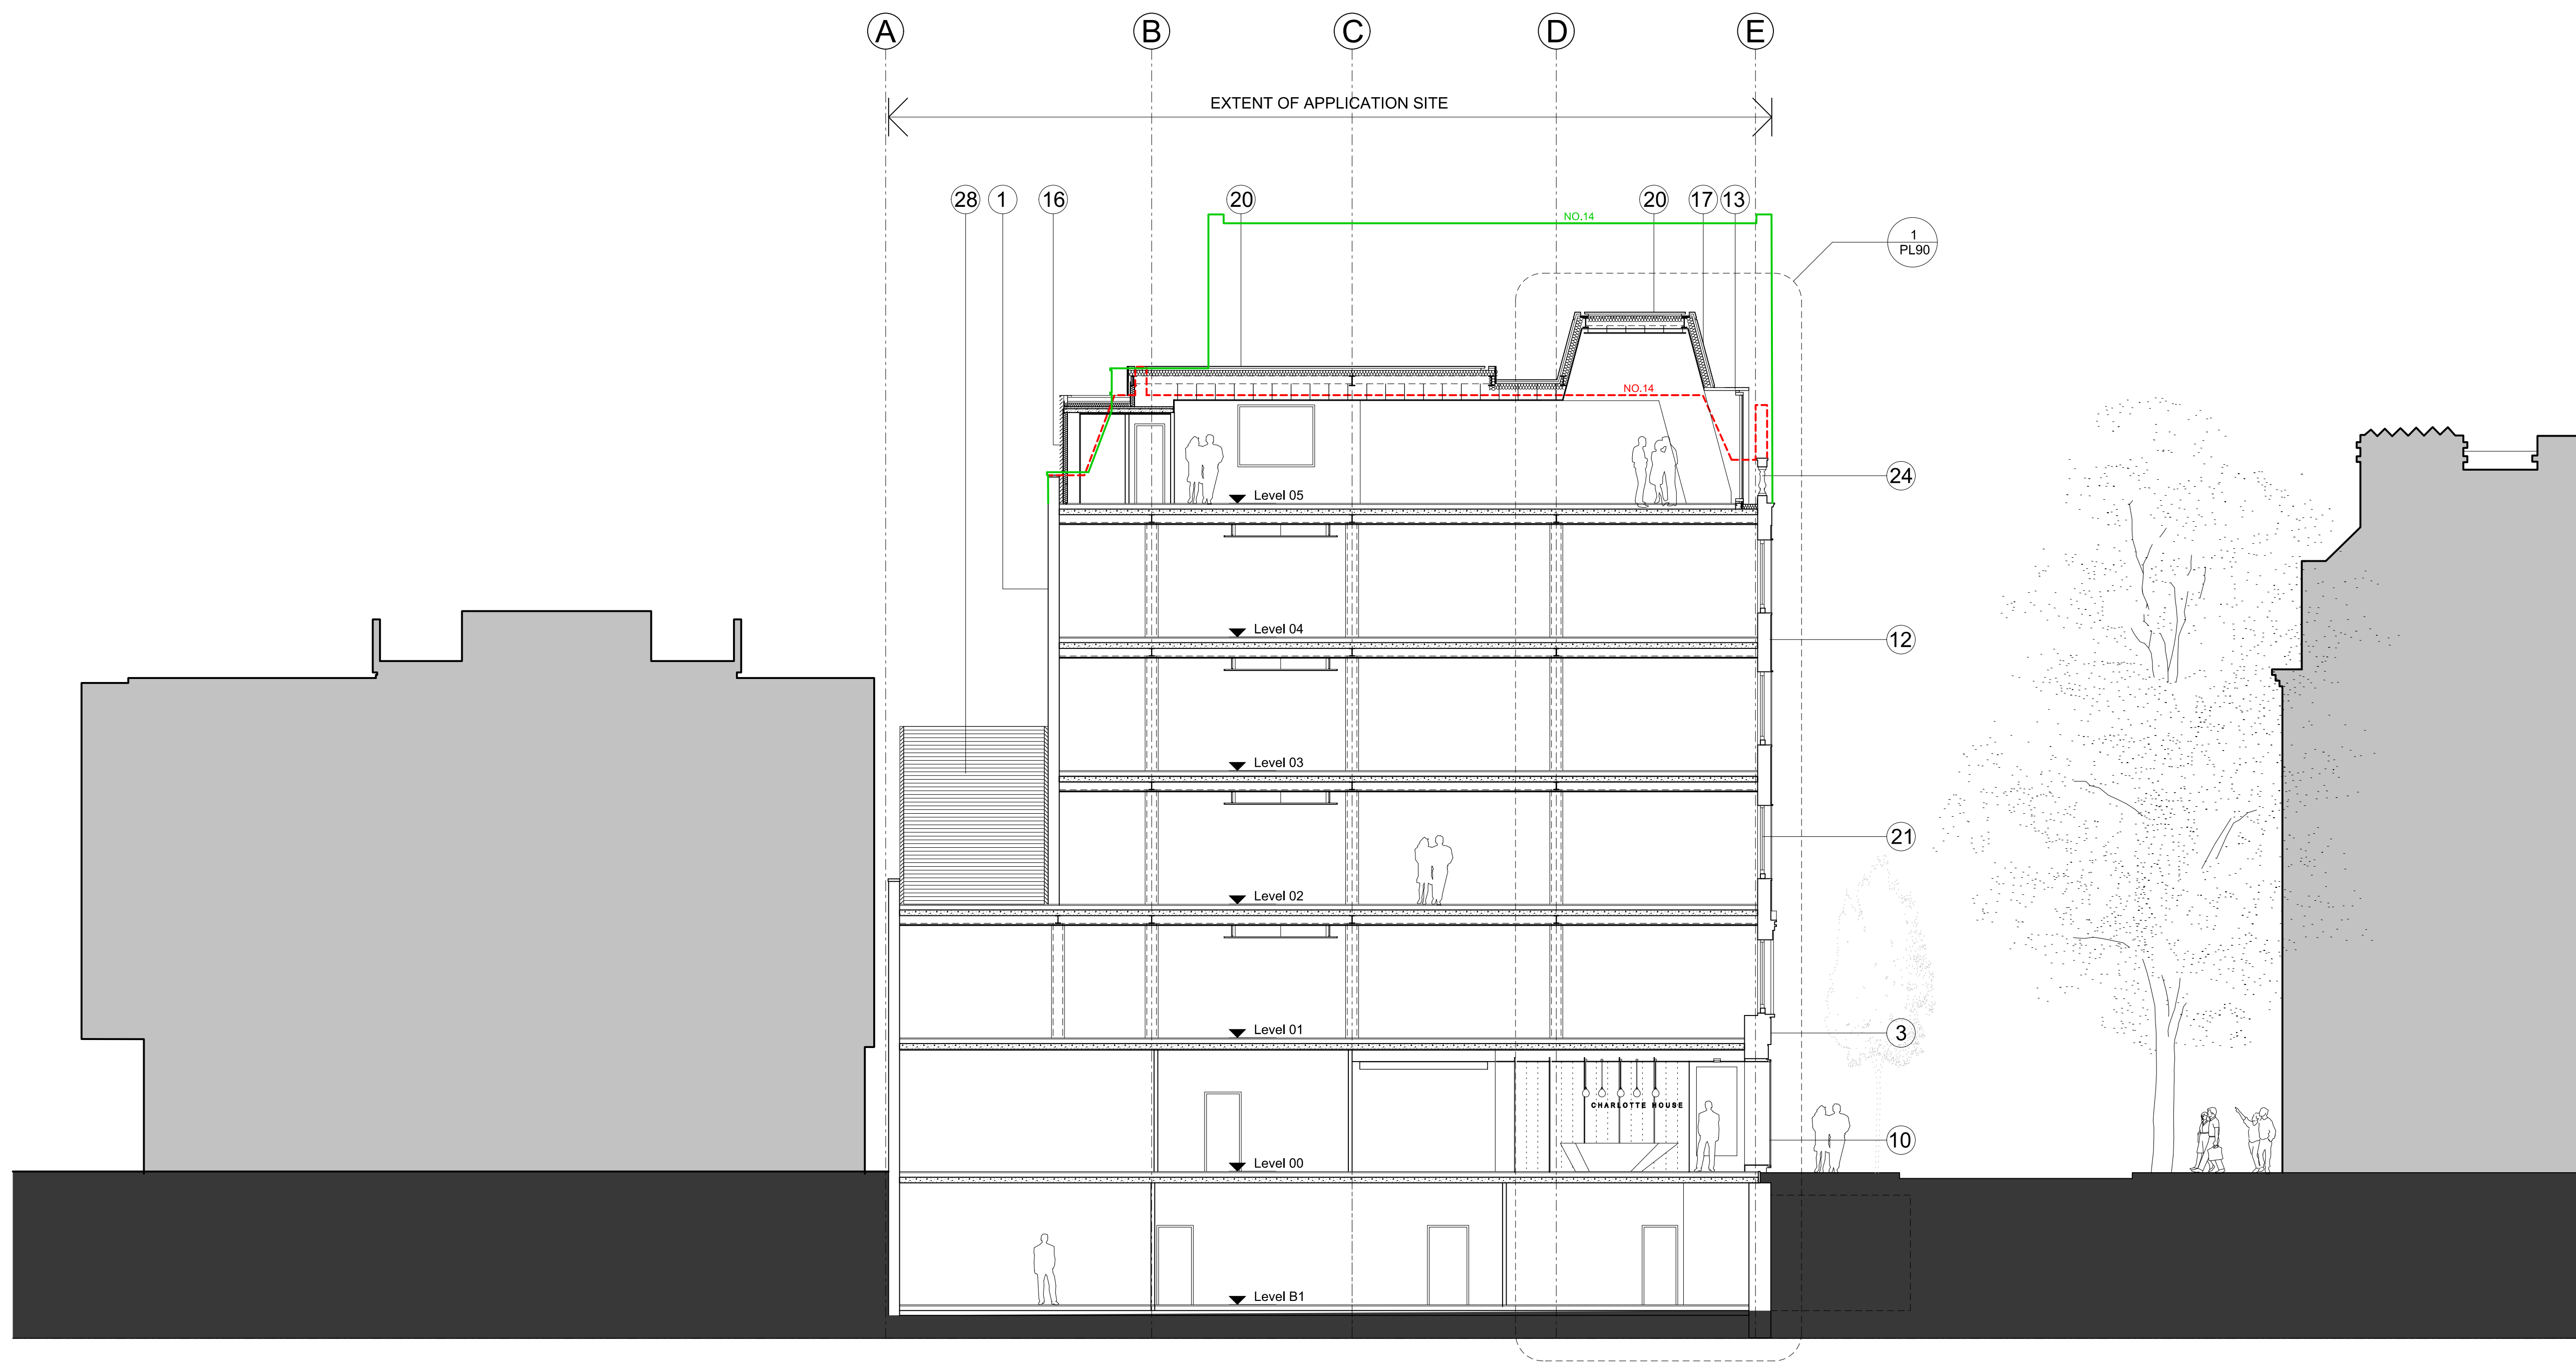 A B C D E
EXTENT OF APPLICATION SITE
28 1 16 20 20 17 13
NO.14
1
PL90
NO.14
24
Level 05
Level 04
12
Level 03
21
Level 02
Level 01
3
CHARLOTTE HOUSE
10
Level 00
Level B1